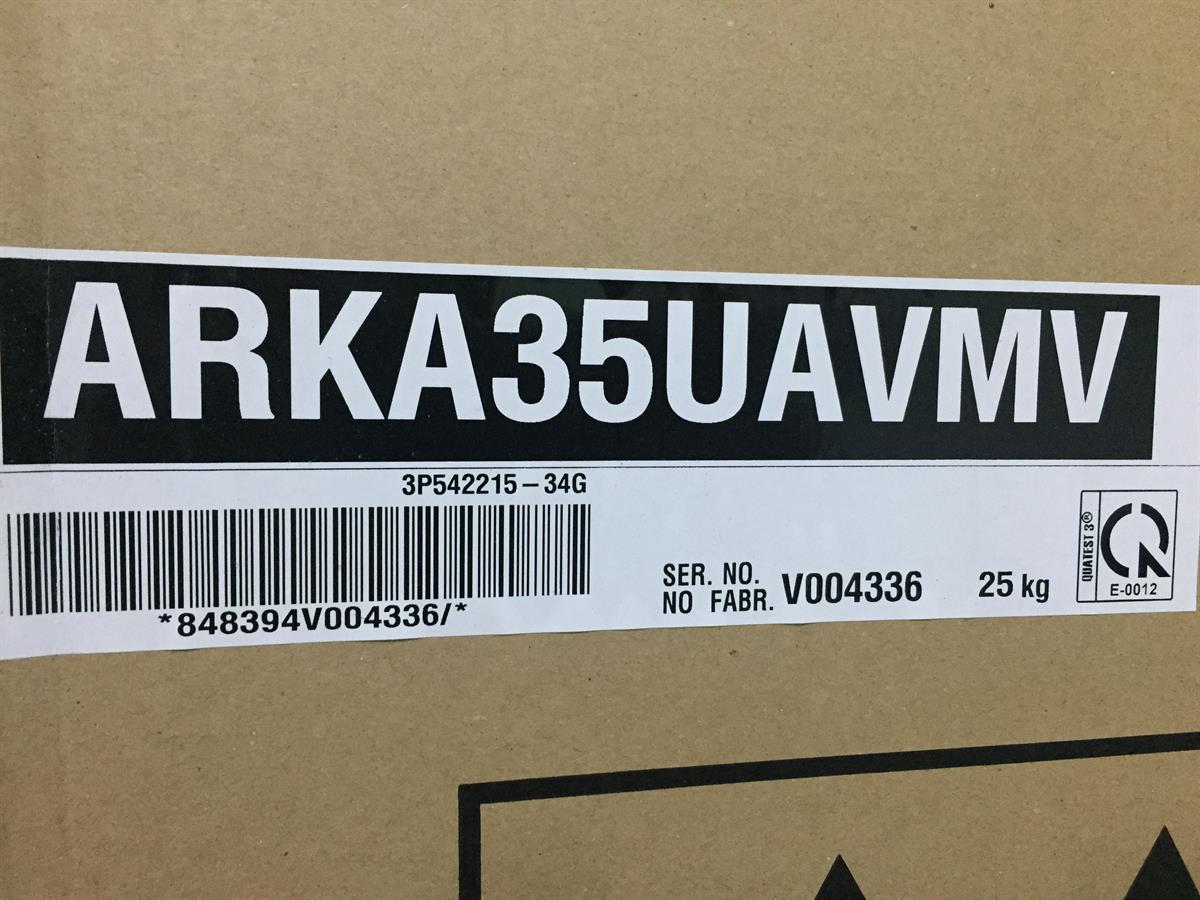 ARKA35UAVMV
3P542215-34G
*848394V004336/*
SER. NO.
NO FABR.
V004336
25 kg
QUATEST 3®
E-0012